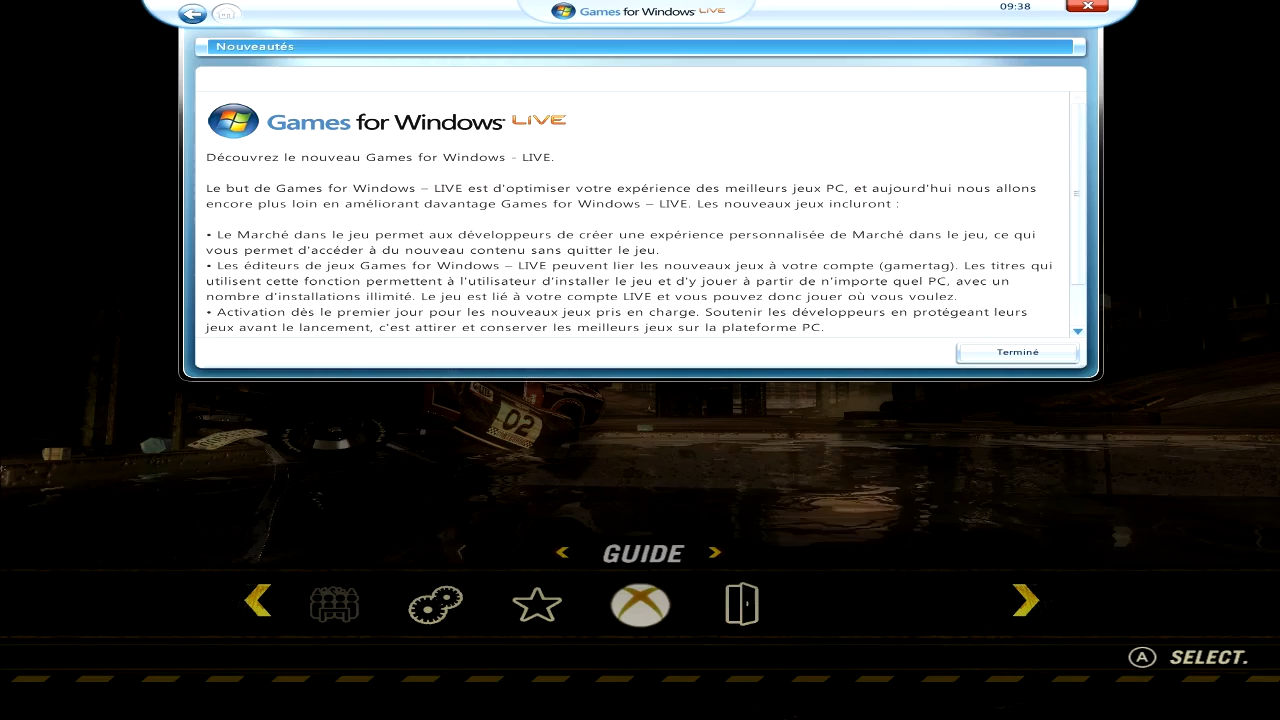 Games for Windows LIVE
09:38
Nouveautés
Games for Windows LIVE
Découvrez le nouveau Games for Windows - LIVE.
Le but de Games for Windows – LIVE est d'optimiser votre expérience des meilleurs jeux PC, et aujourd'hui nous allons
encore plus loin en améliorant davantage Games for Windows – LIVE. Les nouveaux jeux incluront :
• Le Marché dans le jeu permet aux développeurs de créer une expérience personnalisée de Marché dans le jeu, ce qui
vous permet d'accéder à du nouveau contenu sans quitter le jeu.
• Les éditeurs de jeux Games for Windows – LIVE peuvent lier les nouveaux jeux à votre compte (gamertag). Les titres qui
utilisent cette fonction permettent à l'utilisateur d'installer le jeu et d'y jouer à partir de n'importe quel PC, avec un
nombre d'installations illimité. Le jeu est lié à votre compte LIVE et vous pouvez donc jouer où vous voulez.
• Activation dès le premier jour pour les nouveaux jeux pris en charge. Soutenir les développeurs en protégeant leurs
jeux avant le lancement, c'est attirer et conserver les meilleurs jeux sur la plateforme PC.
Terminé
02
GUIDE
A SELECT.